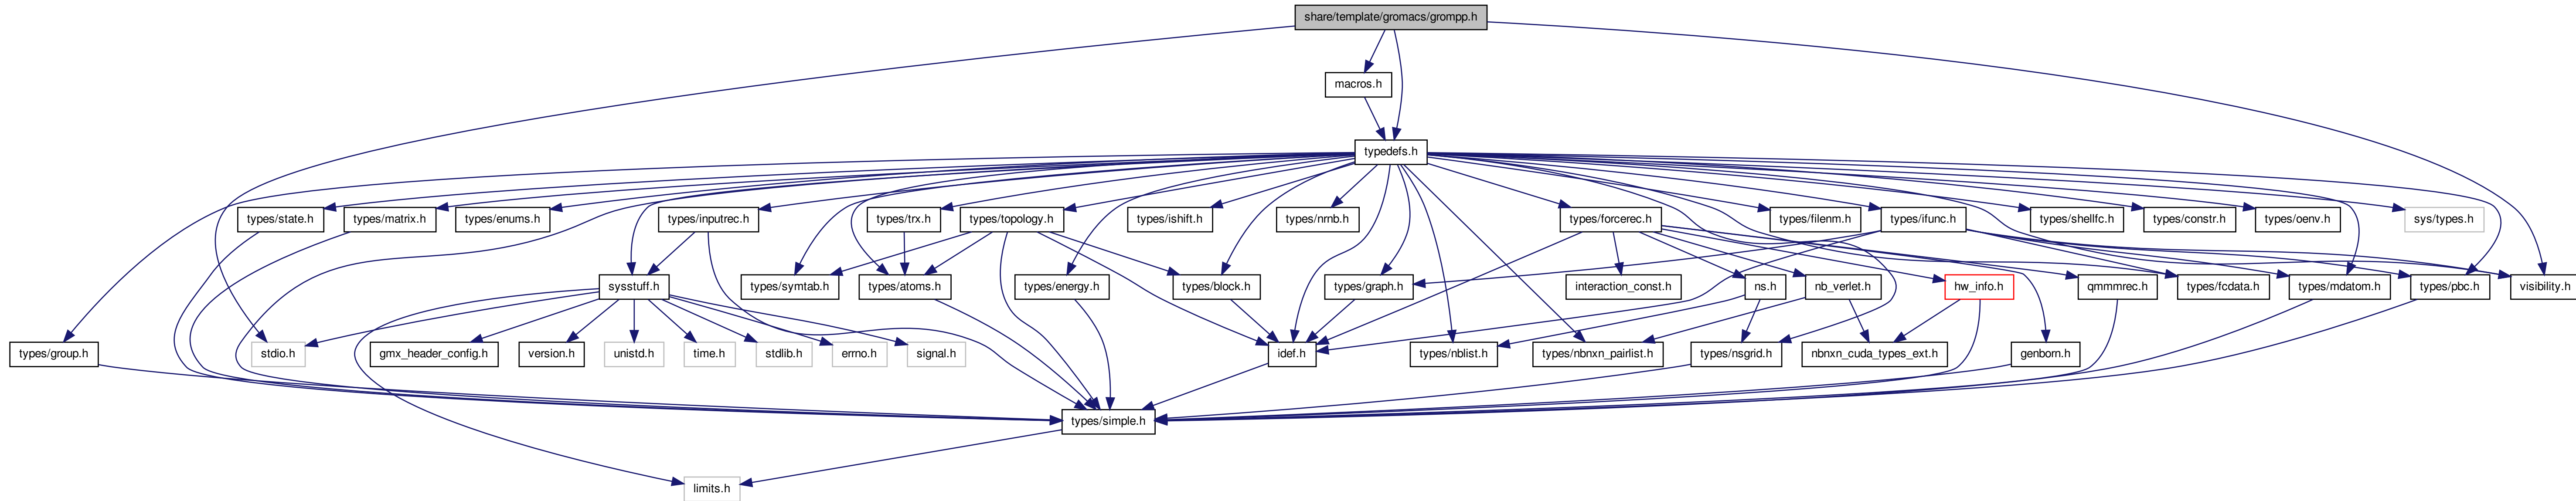 share/template/gromacs/grompp.h
macros.h
typedefs.h
types/state.h
types/matrix.h
types/enums.h
types/inputrec.h
types/trx.h
types/topology.h
types/ishift.h
types/nrnb.h
types/forcerec.h
types/filenm.h
types/ifunc.h
types/shellfc.h
types/constr.h
types/oenv.h
sys/types.h
sysstuff.h
types/symtab.h
types/atoms.h
types/energy.h
types/block.h
types/graph.h
interaction_const.h
ns.h
nb_verlet.h
hw_info.h
qmmmrec.h
types/fcdata.h
types/mdatom.h
types/pbc.h
visibility.h
types/group.h
stdio.h
gmx_header_config.h
version.h
unistd.h
time.h
stdlib.h
errno.h
signal.h
idef.h
types/nblist.h
types/nbnxn_pairlist.h
types/nsgrid.h
nbnxn_cuda_types_ext.h
genborn.h
types/simple.h
limits.h